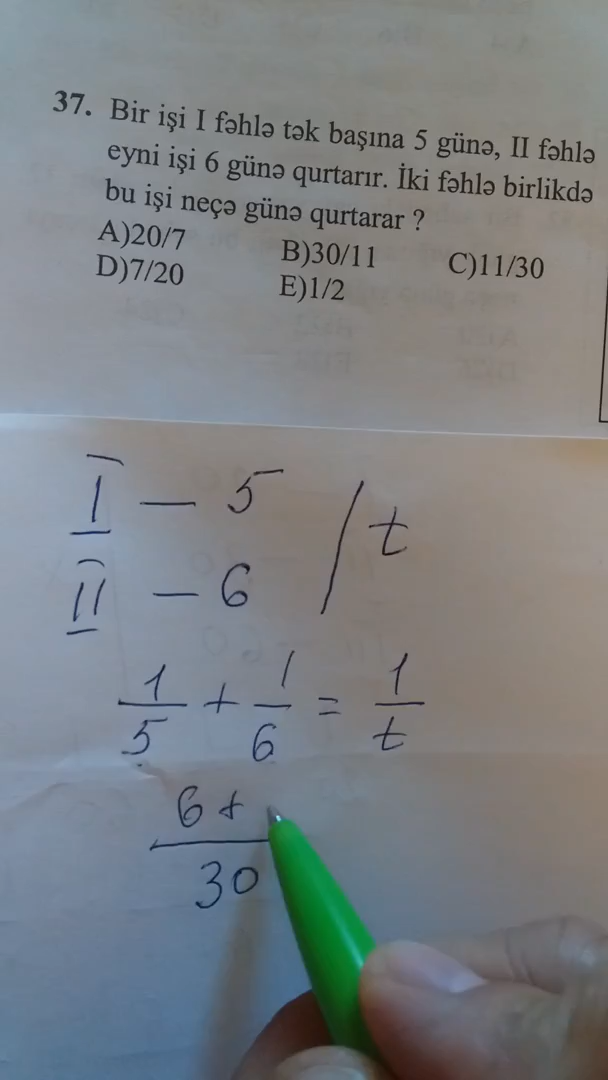 37. Bir işi I fəhlə tək başına 5 günə, II fəhlə
eyni işi 6 günə qurtarır. İki fəhlə birlikdə
bu işi neçə günə qurtarar ?
A)20/7 B)30/11 C)11/30
D)7/20 E)1/2
I — 5
II — 6 / t
1/5 + 1/6 = 1/t
6 +
30